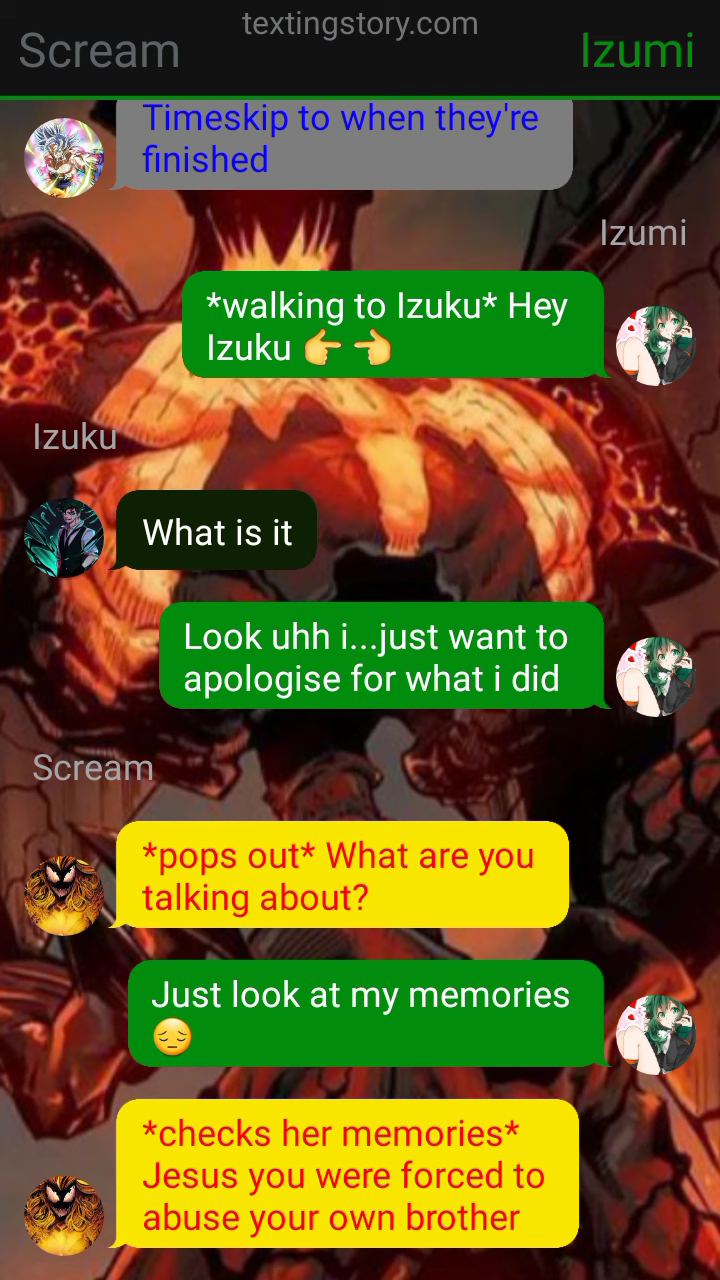 textingstory.com
Scream
Izumi
Timeskip to when they're
finished
Izumi
*walking to Izuku* Hey
Izuku 👉 👈
Izuku
What is it
Look uhh i...just want to
apologise for what i did
Scream
*pops out* What are you
talking about?
Just look at my memories
😔
*checks her memories*
Jesus you were forced to
abuse your own brother